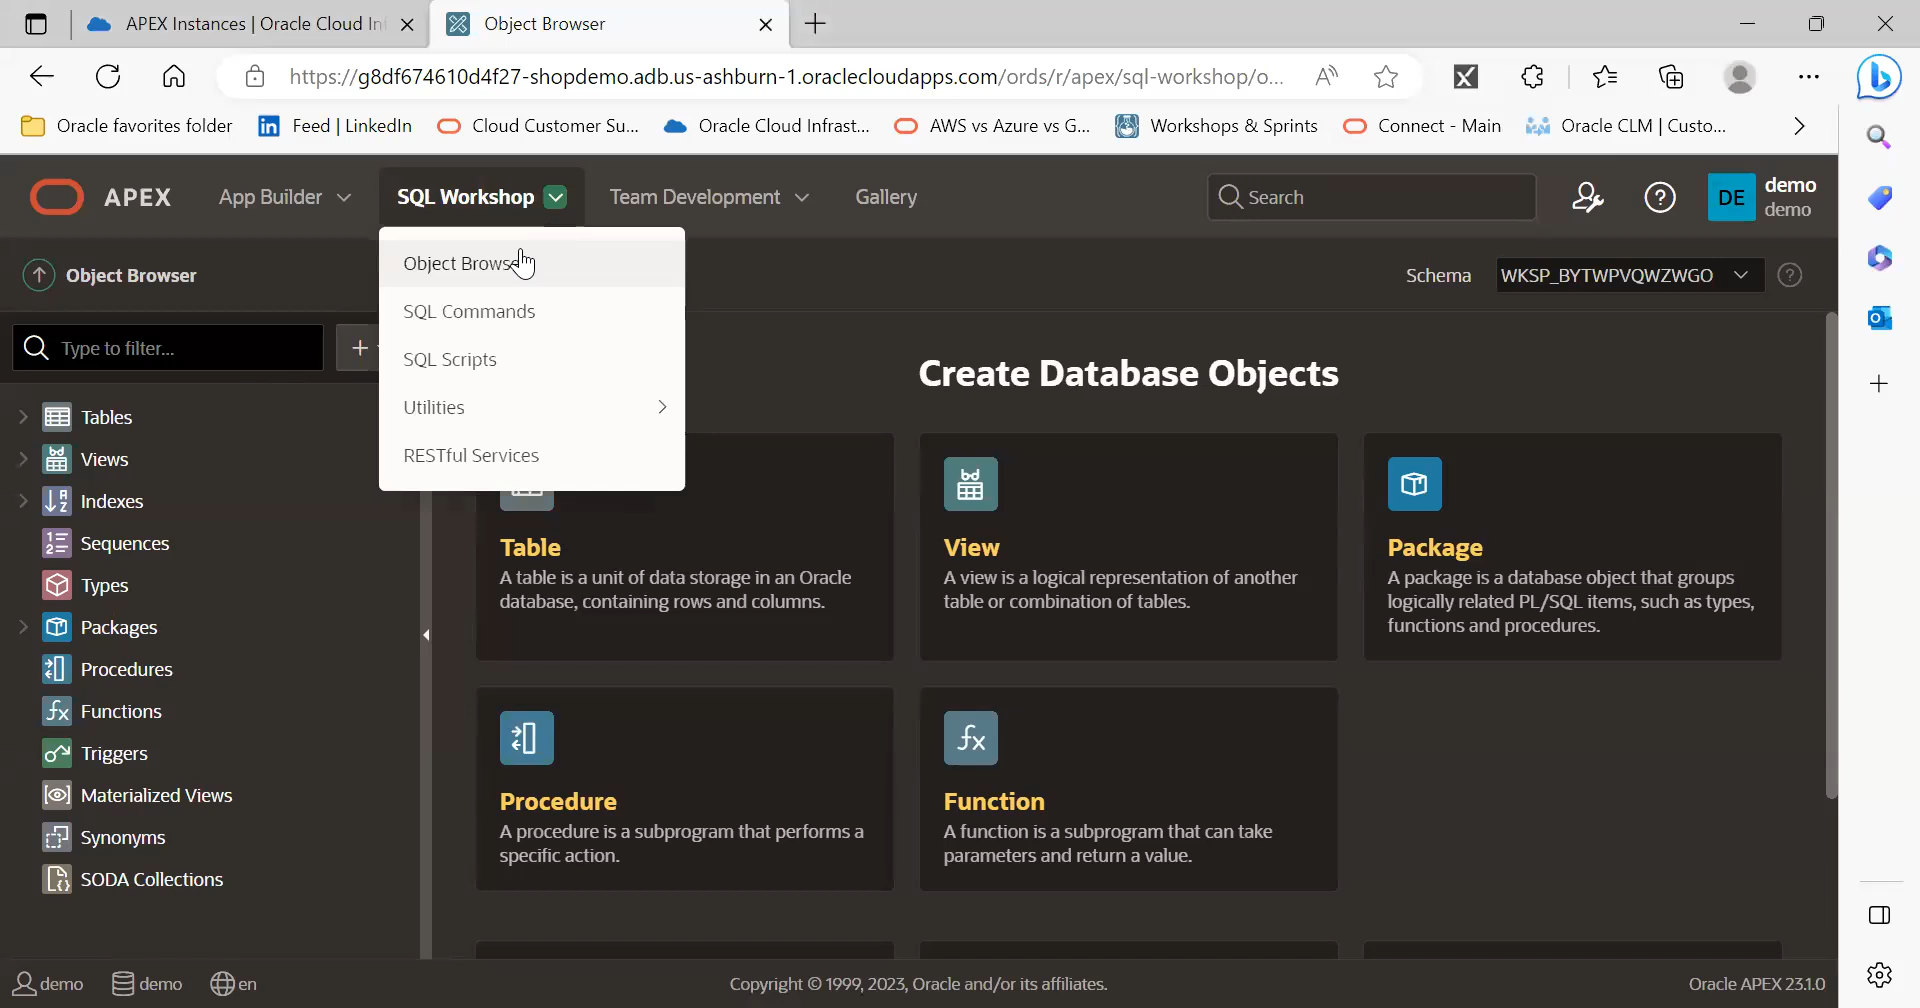 APEX Instances | Oracle Cloud In
Object Browser
https://g8df674610d4f27-shopdemo.adb.us-ashburn-1.oraclecloudapps.com/ords/r/apex/sql-workshop/o...
Oracle favorites folder
Feed | LinkedIn
Cloud Customer Su...
Oracle Cloud Infrast...
AWS vs Azure vs G...
Workshops & Sprints
Connect - Main
Oracle CLM | Custo...
APEX
App Builder
SQL Workshop
Team Development
Gallery
Search
DE
demo
demo
Object Browser
Schema
WKSP_BYTWPVQWZWGO
Object Brows
SQL Commands
SQL Scripts
Utilities
RESTful Services
Type to filter...
Tables
Views
Indexes
Sequences
Types
Packages
Procedures
Functions
Triggers
Materialized Views
Synonyms
SODA Collections
Create Database Objects
Table
A table is a unit of data storage in an Oracle
database, containing rows and columns.
View
A view is a logical representation of another
table or combination of tables.
Package
A package is a database object that groups
logically related PL/SQL items, such as types,
functions and procedures.
Procedure
A procedure is a subprogram that performs a
specific action.
Function
A function is a subprogram that can take
parameters and return a value.
demo
demo
en
Copyright © 1999, 2023, Oracle and/or its affiliates.
Oracle APEX 23.1.0